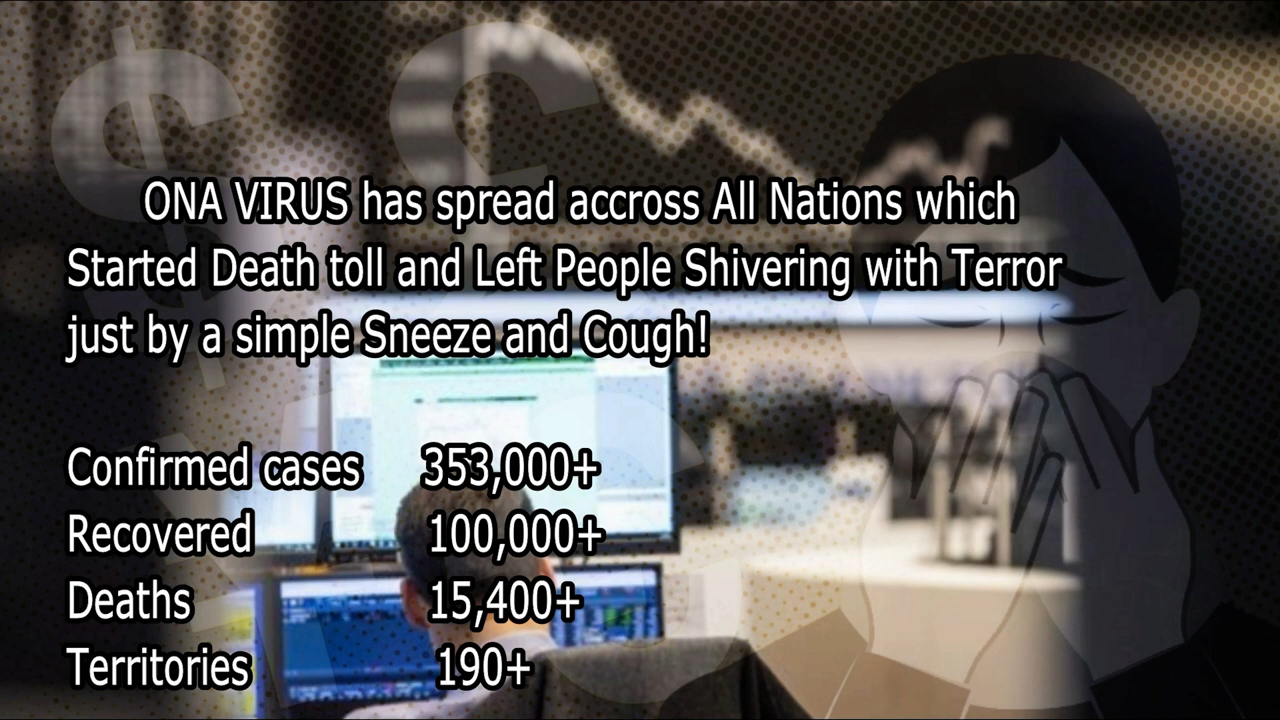 ONA VIRUS has spread accross All Nations which
Started Death toll and Left People Shivering with Terror
just by a simple Sneeze and Cough!
Confirmed cases 353,000+
Recovered 100,000+
Deaths 15,400+
Territories 190+